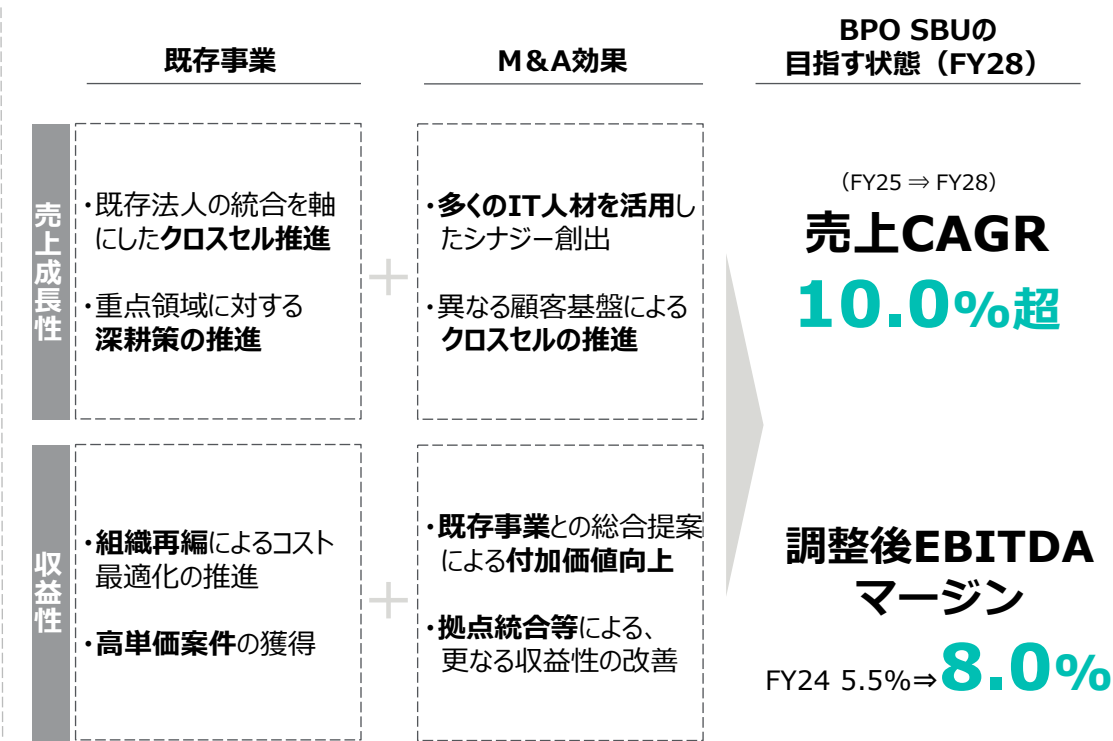 既存事業
M&A効果
BPO SBUの
目指す状態（FY28）
売上成長性
・既存法人の統合を軸
にしたクロスセル推進
・重点領域に対する
深耕策の推進
＋
・多くのIT人材を活用し
たシナジー創出
・異なる顧客基盤による
クロスセルの推進
（FY25 ⇒ FY28）
売上CAGR
10.0%超
収益性
・組織再編によるコスト
最適化の推進
・高単価案件の獲得
＋
・既存事業との総合提案
による付加価値向上
・拠点統合等による、
更なる収益性の改善
調整後EBITDA
マージン
FY24 5.5%⇒8.0%